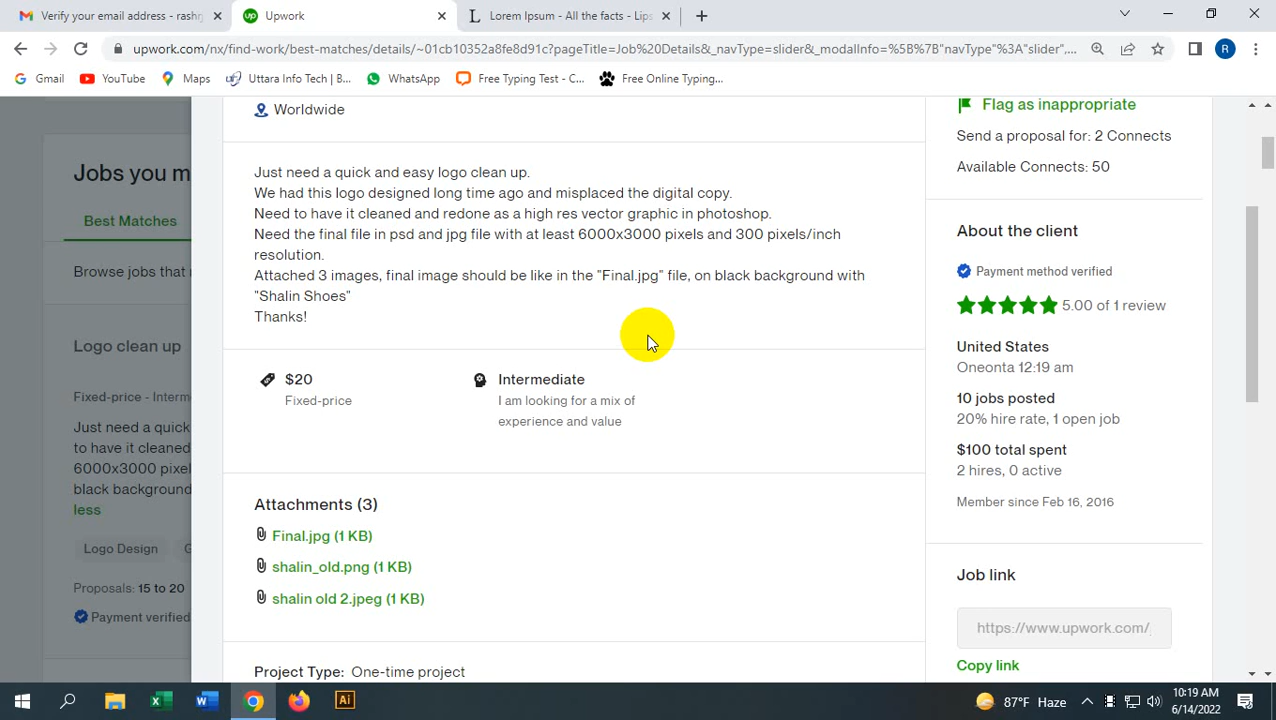 Verify your email address - rashr
Upwork
Lorem Ipsum - All the facts - Lips
upwork.com/nx/find-work/best-matches/details/~01cb10352a8fe8d91c?pageTitle=Job%20Details&_navType=slider&_modalInfo=%5B%7B"navType"%3A"slider",...
R
Gmail
YouTube
Maps
Uttara Info Tech | B...
WhatsApp
Free Typing Test - C...
Free Online Typing...
Jobs you m
Best Matches
Browse jobs that
Logo clean up
Fixed-price - Interm
Just need a quick
to have it cleaned
6000x3000 pixel
black background
less
Logo Design
G
Proposals: 15 to 20
Payment verified
Worldwide
Just need a quick and easy logo clean up.
We had this logo designed long time ago and misplaced the digital copy.
Need to have it cleaned and redone as a high res vector graphic in photoshop.
Need the final file in psd and jpg file with at least 6000x3000 pixels and 300 pixels/inch
resolution.
Attached 3 images, final image should be like in the "Final.jpg" file, on black background with
"Shalin Shoes"
Thanks!
$20
Fixed-price
Intermediate
I am looking for a mix of
experience and value
Attachments (3)
Final.jpg (1 KB)
shalin_old.png (1 KB)
shalin old 2.jpeg (1 KB)
Project Type: One-time project
Flag as inappropriate
Send a proposal for: 2 Connects
Available Connects: 50
About the client
Payment method verified
5.00 of 1 review
United States
Oneonta 12:19 am
10 jobs posted
20% hire rate, 1 open job
$100 total spent
2 hires, 0 active
Member since Feb 16, 2016
Job link
https://www.upwork.com/
Copy link
87°F Haze
10:19 AM
6/14/2022